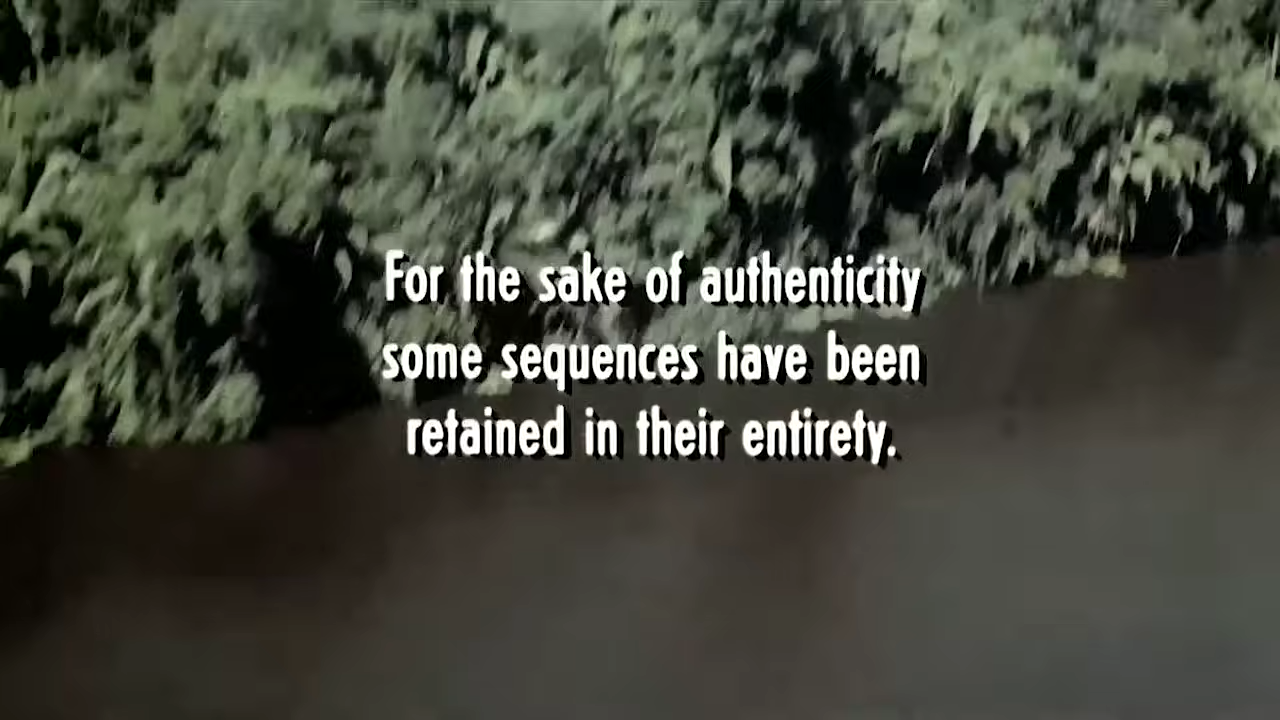 For the sake of authenticity
some sequences have been
retained in their entirety.